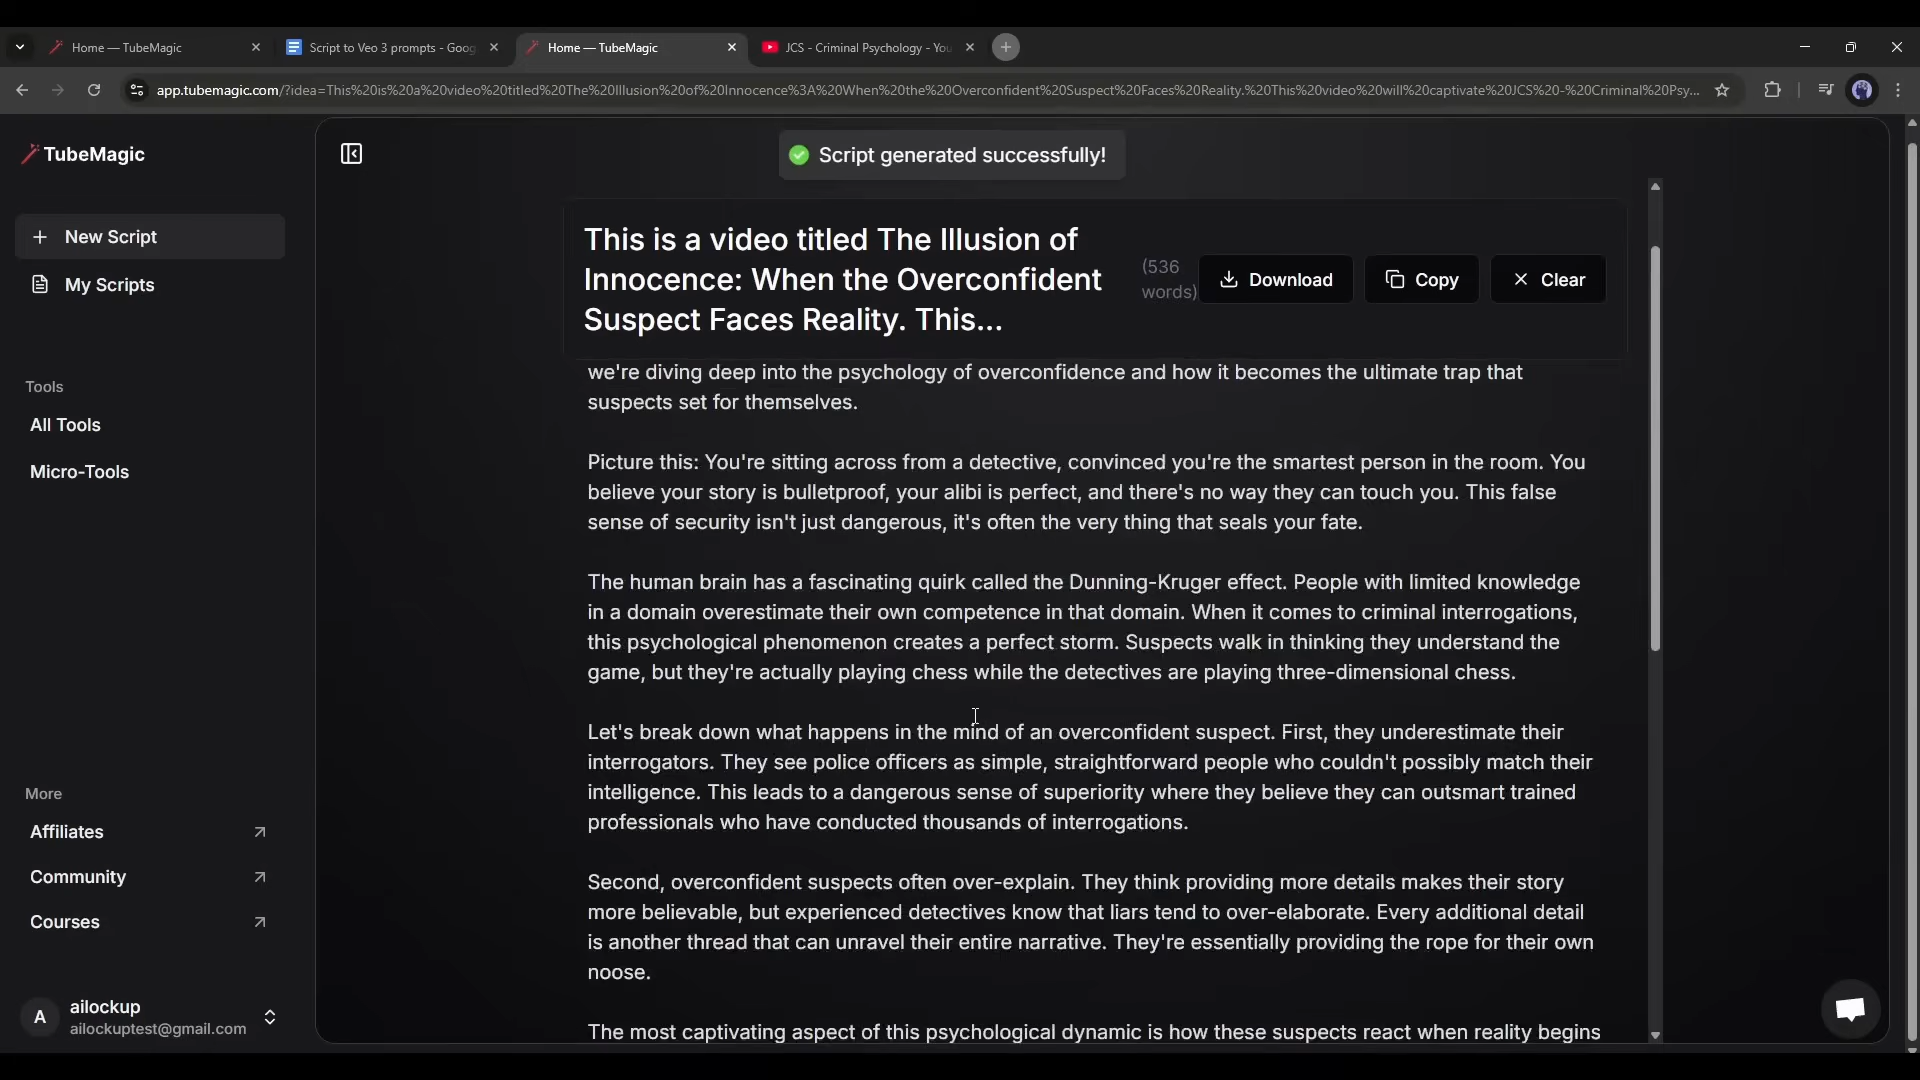 Home — TubeMagic
Script to Veo 3 prompts - Goog
Home — TubeMagic
JCS - Criminal Psychology - You
app.tubemagic.com/?idea=This%20is%20a%20video%20titled%20The%20Illusion%20of%20Innocence%3A%20When%20the%20Overconfident%20Suspect%20Faces%20Reality.%20This%20video%20will%20captivate%20JCS%20-%20Criminal%20Psy...
TubeMagic
New Script
My Scripts
Tools
All Tools
Micro-Tools
More
Affiliates
Community
Courses
A
ailockup
ailockuptest@gmail.com
Script generated successfully!
This is a video titled The Illusion of
Innocence: When the Overconfident
Suspect Faces Reality. This...
(536
words)
Download
Copy
Clear
we're diving deep into the psychology of overconfidence and how it becomes the ultimate trap that
suspects set for themselves.
Picture this: You're sitting across from a detective, convinced you're the smartest person in the room. You
believe your story is bulletproof, your alibi is perfect, and there's no way they can touch you. This false
sense of security isn't just dangerous, it's often the very thing that seals your fate.
The human brain has a fascinating quirk called the Dunning-Kruger effect. People with limited knowledge
in a domain overestimate their own competence in that domain. When it comes to criminal interrogations,
this psychological phenomenon creates a perfect storm. Suspects walk in thinking they understand the
game, but they're actually playing chess while the detectives are playing three-dimensional chess.
Let's break down what happens in the mind of an overconfident suspect. First, they underestimate their
interrogators. They see police officers as simple, straightforward people who couldn't possibly match their
intelligence. This leads to a dangerous sense of superiority where they believe they can outsmart trained
professionals who have conducted thousands of interrogations.
Second, overconfident suspects often over-explain. They think providing more details makes their story
more believable, but experienced detectives know that liars tend to over-elaborate. Every additional detail
is another thread that can unravel their entire narrative. They're essentially providing the rope for their own
noose.
The most captivating aspect of this psychological dynamic is how these suspects react when reality begins